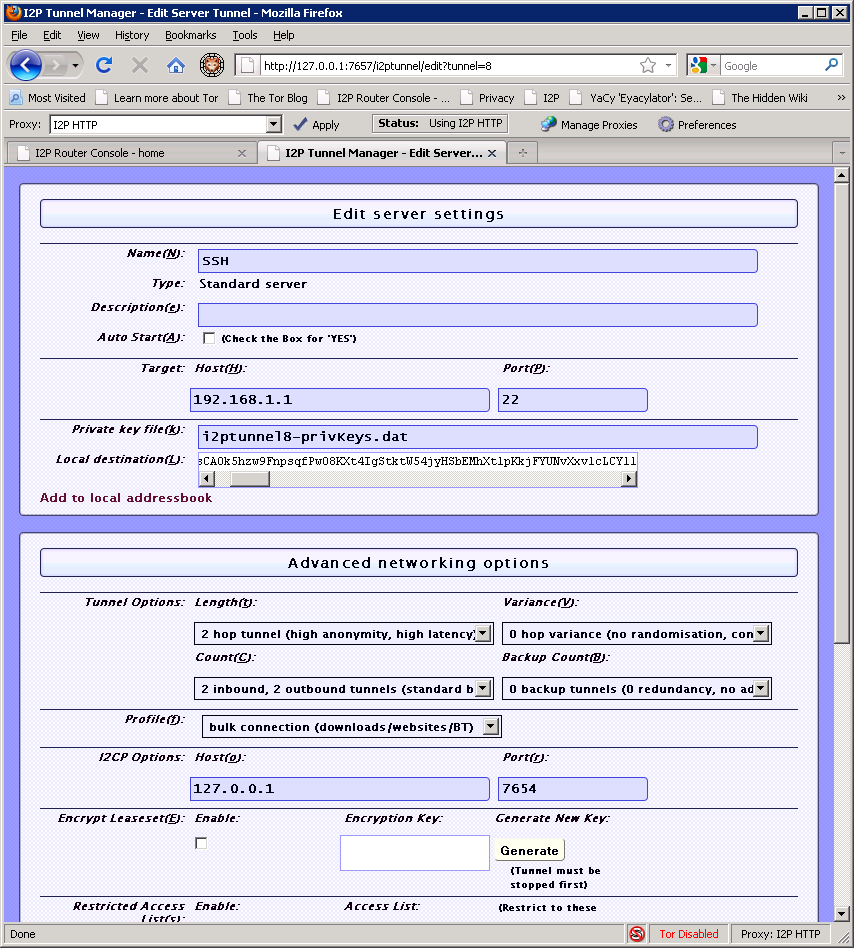 I2P Tunnel Manager - Edit Server Tunnel - Mozilla Firefox
File Edit View History Bookmarks Tools Help
http://127.0.0.1:7657/i2ptunnel/edit?tunnel=8
Google
Most Visited Learn more about Tor The Tor Blog I2P Router Console - ... Privacy I2P YaCy 'Eyacylator': Se... The Hidden Wiki »
Proxy: I2P HTTP Apply Status: Using I2P HTTP Manage Proxies Preferences
I2P Router Console - home I2P Tunnel Manager - Edit Server...
Edit server settings
Name(N): SSH
Type: Standard server
Description(e):
Auto Start(A): (Check the Box for 'YES')
Target: Host(H): Port(P):
192.168.1.1 22
Private key file(k): i2ptunnel8-privKeys.dat
Local destination(L): sCA0k5hzw9FnpsqfPw08KXt4IgStktW54jyHSbEMhXtlpKkjFYUNvXxvlcLCYll
Add to local addressbook
Advanced networking options
Tunnel Options: Length(t): Variance(V):
2 hop tunnel (high anonymity, high latency) 0 hop variance (no randomisation, con
Count(C): Backup Count(B):
2 inbound, 2 outbound tunnels (standard b 0 backup tunnels (0 redundancy, no ad
Profile(f): bulk connection (downloads/websites/BT)
I2CP Options: Host(o): Port(r):
127.0.0.1 7654
Encrypt Leaseset(E): Enable: Encryption Key: Generate New Key:
Generate
(Tunnel must be
stopped first)
Restricted Access Enable: Access List: (Restrict to these
List(s):
Done Tor Disabled Proxy: I2P HTTP